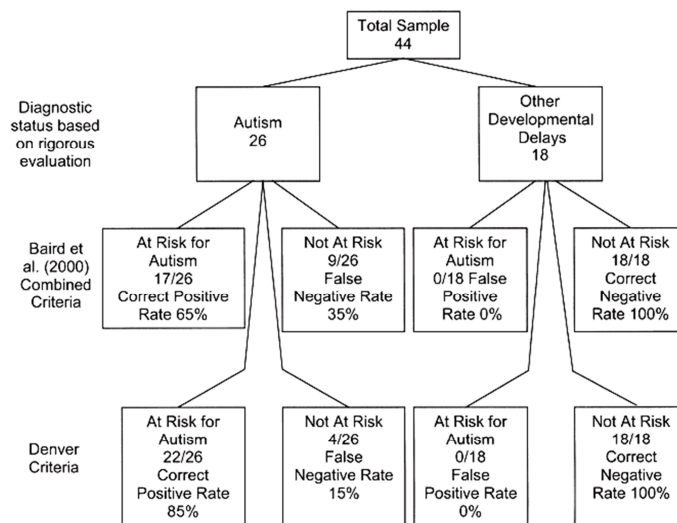 Total Sample
44
Diagnostic
status based
on rigorous
evaluation
Autism
26
Other
Developmental
Delays
18
Baird et
al. (2000)
Combined
Criteria
At Risk for
Autism
17/26
Correct Positive
Rate 65%
Not At Risk
9/26
False
Negative Rate
35%
At Risk for
Autism
0/18 False
Positive
Rate 0%
Not At Risk
18/18
Correct
Negative
Rate 100%
Denver
Criteria
At Risk for
Autism
22/26
Correct
Positive Rate
85%
Not At Risk
4/26
False
Negative Rate
15%
At Risk for
Autism
0/18
False
Positive Rate
0%
Not At Risk
18/18
Correct
Negative
Rate 100%